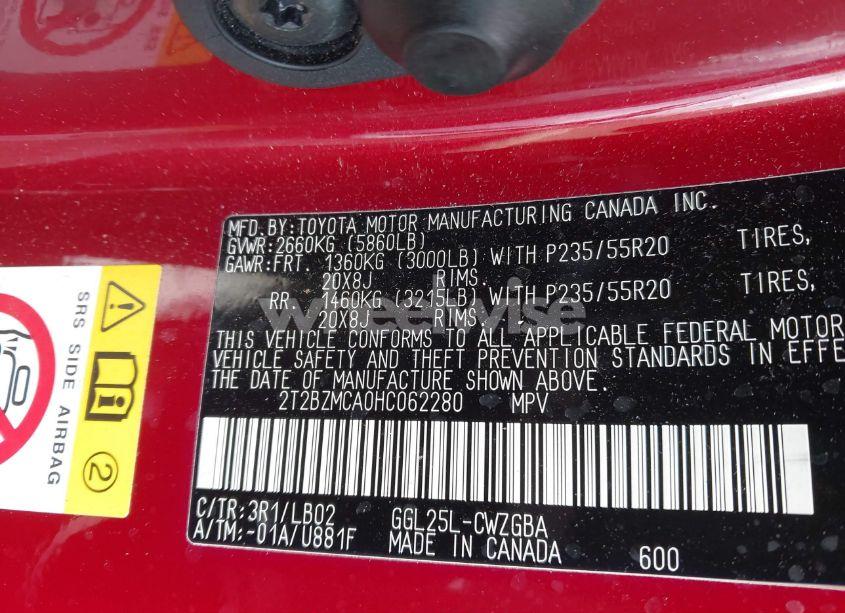 MFD.BY:TOYOTA MOTOR MANUFACTURING CANADA INC.
GVWR:2660KG (5860LB)
GAWR:FRT. 1360KG (3000LB) WITH P235/55R20 TIRES,
20X8J RIMS.
RR. 1460KG (3215LB) WITH P235/55R20 TIRES,
20X8J RIMS.
THIS VEHICLE CONFORMS TO ALL APPLICABLE FEDERAL MOTOR
VEHICLE SAFETY AND THEFT PREVENTION STANDARDS IN EFFE
THE DATE OF MANUFACTURE SHOWN ABOVE.
2T2BZMCA0HC062280 MPV
C/TR:3R1/LB02 GGL25L-CWZGBA
A/TM:-01A/U881F MADE IN CANADA 600
SRS SIDE AIRBAG
2
wheelwise